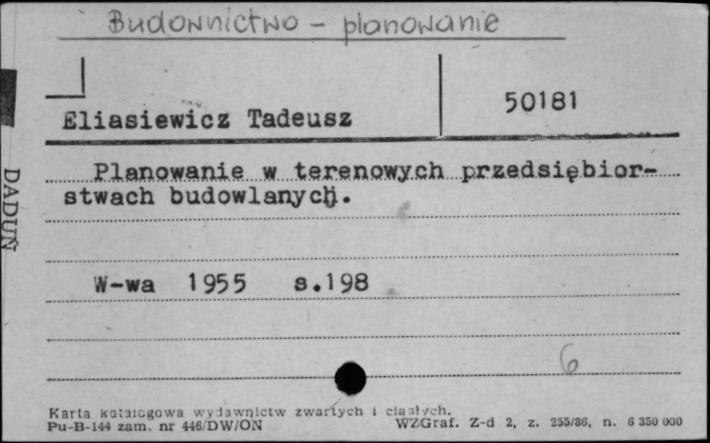 Budownictwo - planowanie
50181
Eliasiewicz Tadeusz
Planowanie w terenowych przedsiębior-
stwach budowlanych.
W-wa 1955 s.198
6
DADUŃ
Karta katalogowa wydawnictw zwartych i ciągłych.
Pu-B-144 zam. nr 446/DW/ON WZGraf. Z-d 2, z. 255/86, n. 6 350 000